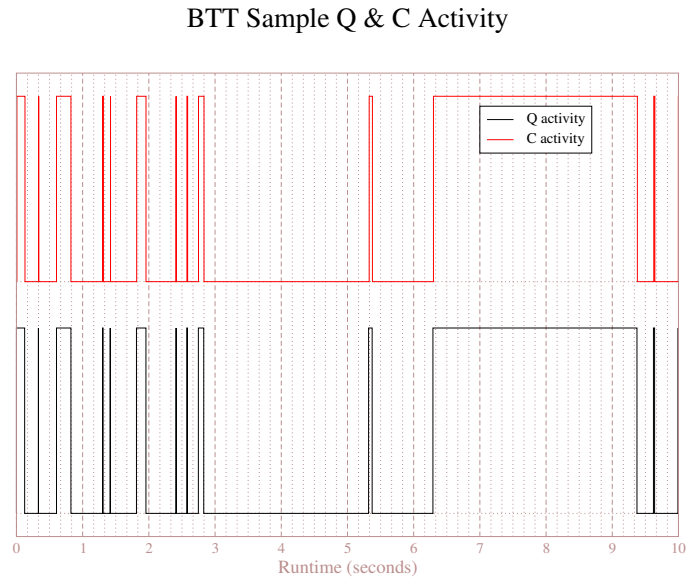 BTT Sample Q & C Activity
Q activity
C activity
0 1 2 3 4 5 6 7 8 9 10
Runtime (seconds)